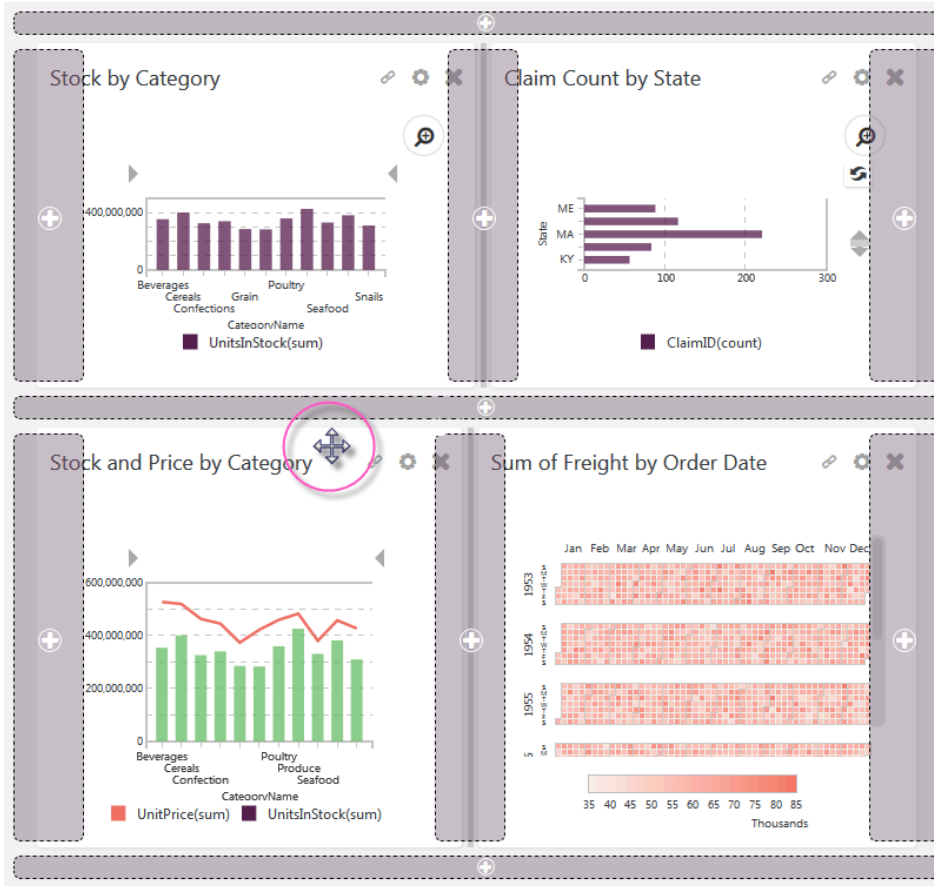 Stock by Category
Claim Count by State
400,000,000
0
Beverages
Cereals
Confections
Grain
Poultry
Seafood
Snails
CategoryName
UnitsInStock(sum)
State
ME
MA
KY
0 100 200 300
ClaimID(count)
Stock and Price by Category
Sum of Freight by Order Date
600,000,000
400,000,000
200,000,000
0
Beverages
Cereals
Confection
Poultry
Produce
Seafood
CategoryName
UnitPrice(sum) UnitsInStock(sum)
Jan Feb Mar Apr May Jun Jul Aug Sep Oct Nov Dec
1953
S
M
T
W
T
F
S
1954
S
M
T
W
T
F
S
1955
S
M
T
W
T
F
S
S
M
35 40 45 50 55 60 65 70 75 80 85
Thousands